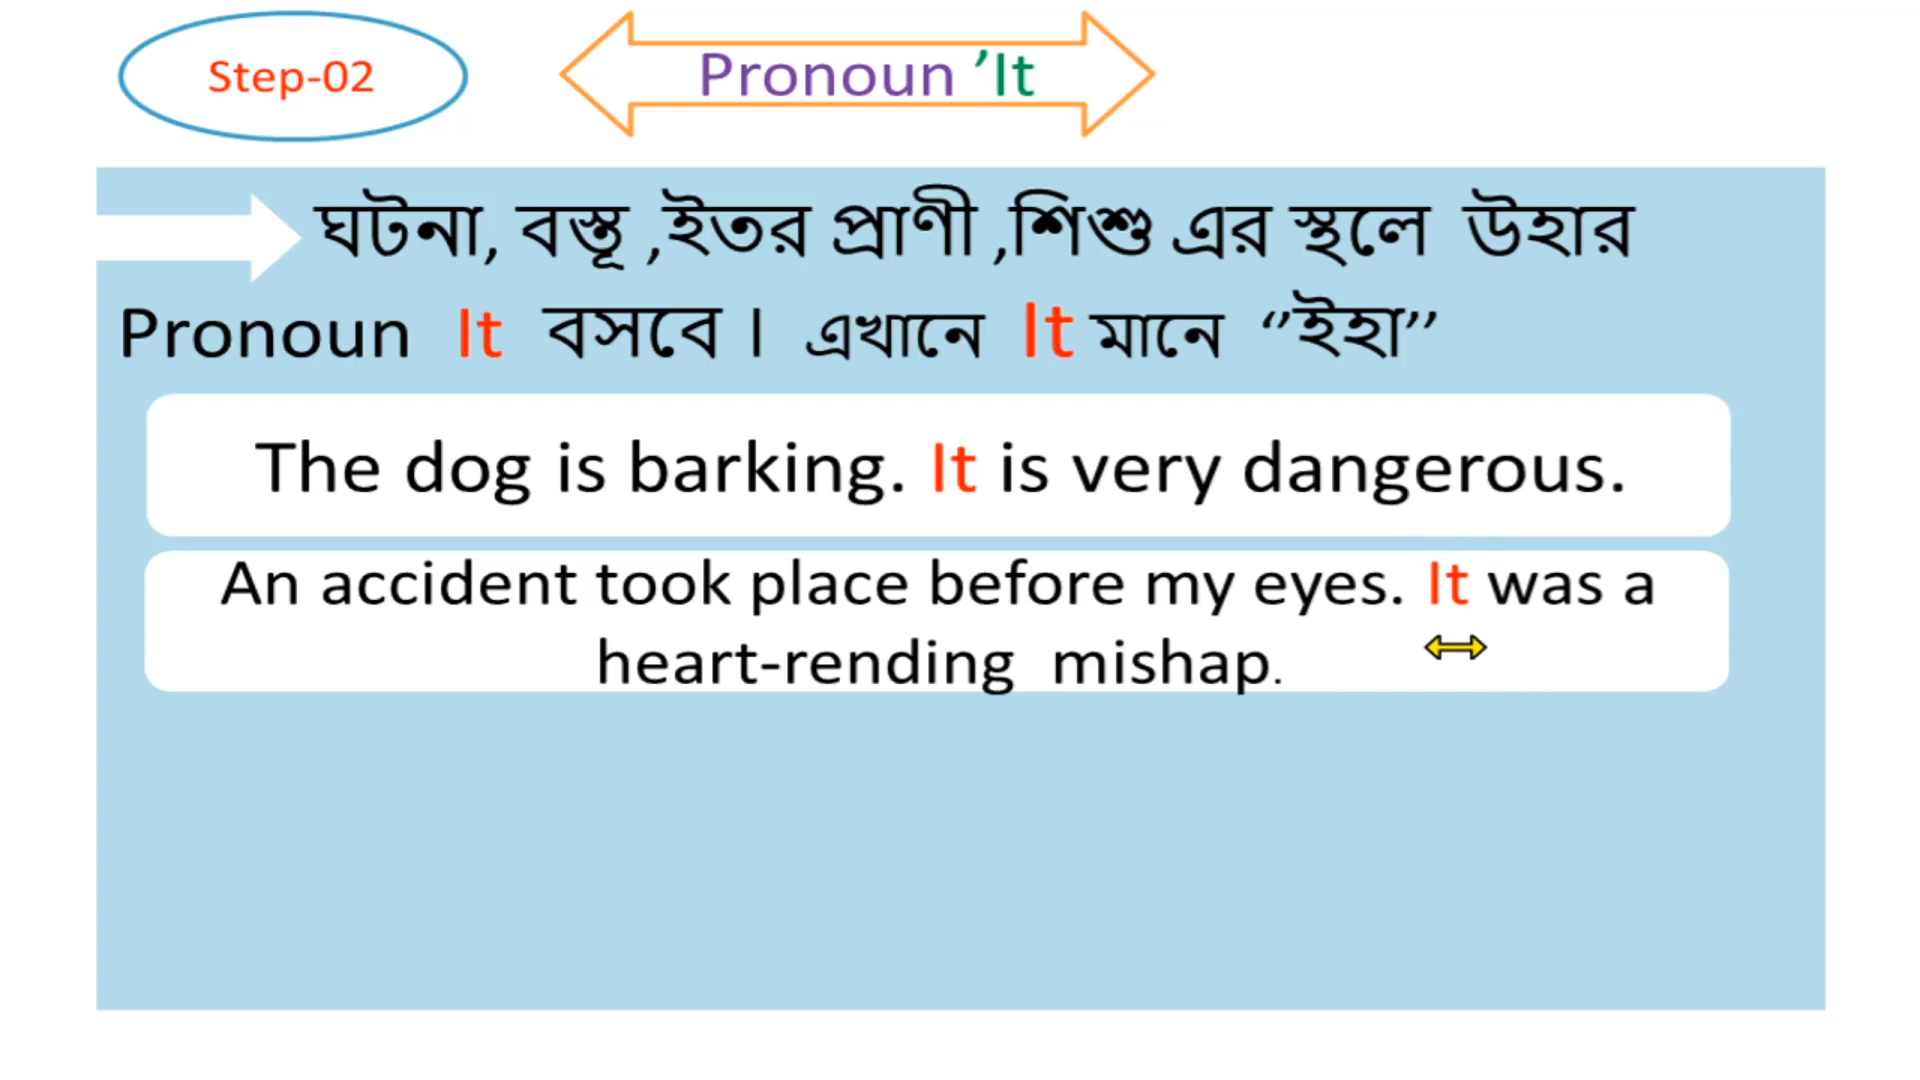 Step-02
Pronoun ’It
ঘটনা, বস্তূ ,ইতর প্রাণী ,শিশু এর স্থলে উহার
Pronoun It বসবে। এখানে It মানে ‘’ইহা’’
The dog is barking. It is very dangerous.
An accident took place before my eyes. It was a
heart-rending mishap.